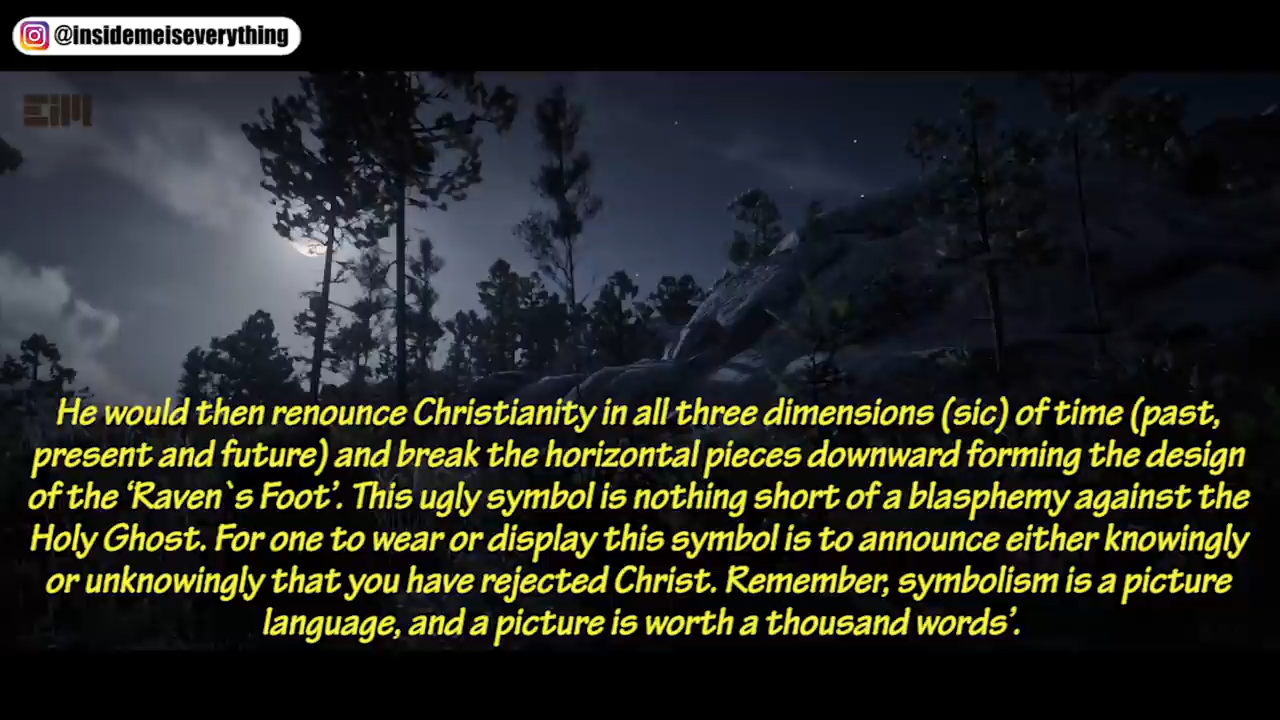 @insidemeiseverything
EiM
He would then renounce Christianity in all three dimensions (sic) of time (past,
present and future) and break the horizontal pieces downward forming the design
of the ‘Raven`s Foot’. This ugly symbol is nothing short of a blasphemy against the
Holy Ghost. For one to wear or display this symbol is to announce either knowingly
or unknowingly that you have rejected Christ. Remember, symbolism is a picture
language, and a picture is worth a thousand words’.